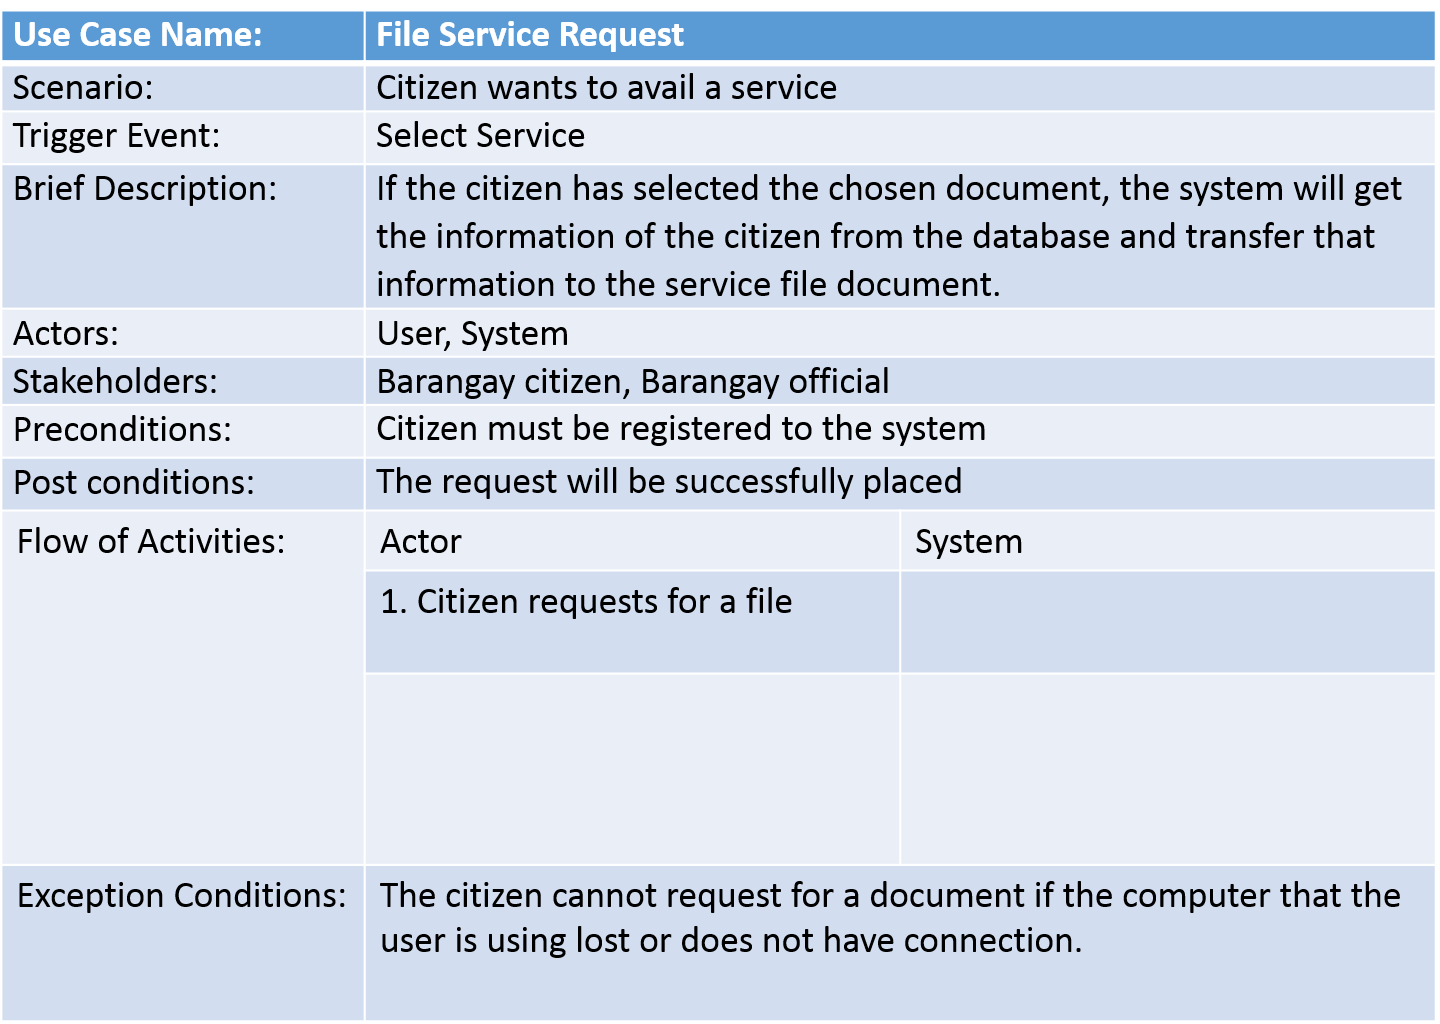 Use Case Name: File Service Request
Scenario: Citizen wants to avail a service
Trigger Event: Select Service
Brief Description: If the citizen has selected the chosen document, the system will get
the information of the citizen from the database and transfer that
information to the service file document.
Actors: User, System
Stakeholders: Barangay citizen, Barangay official
Preconditions: Citizen must be registered to the system
Post conditions: The request will be successfully placed
Flow of Activities: Actor System
1. Citizen requests for a file
Exception Conditions: The citizen cannot request for a document if the computer that the
user is using lost or does not have connection.